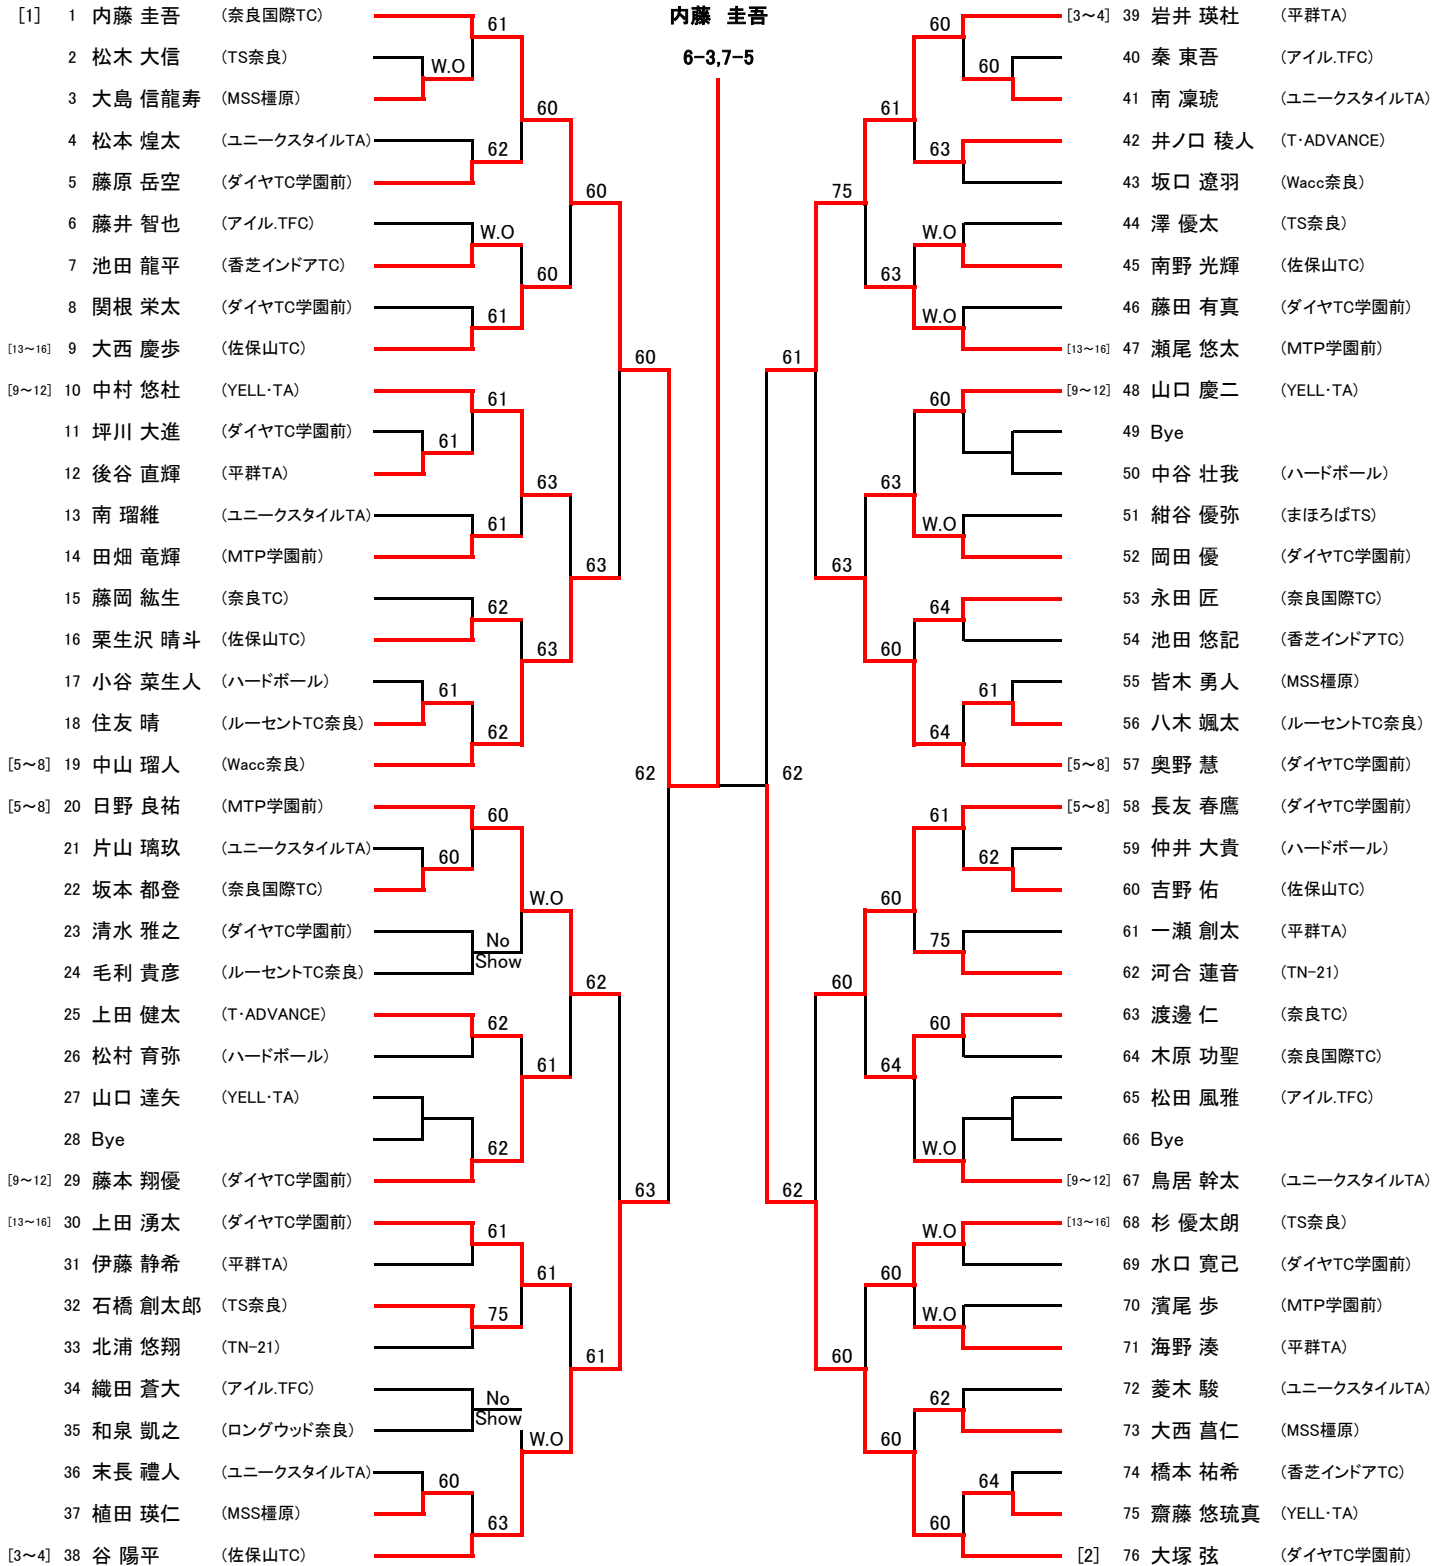 内藤 圭吾
6-3,7-5
[1] 1 内藤 圭吾 (奈良国際TC)
61
2 松木 大信 (TS奈良)
W.O
3 大島 信龍寿 (MSS橿原)
60
4 松本 煌太 (ユニークスタイルTA)
62
5 藤原 岳空 (ダイヤTC学園前)
60
6 藤井 智也 (アイル.TFC)
W.O
7 池田 龍平 (香芝インドアTC)
60
8 関根 栄太 (ダイヤTC学園前)
61
[13~16] 9 大西 慶歩 (佐保山TC)
60
[9~12] 10 中村 悠杜 (YELL・TA)
61
11 坪川 大進 (ダイヤTC学園前)
61
12 後谷 直輝 (平群TA)
63
13 南 瑠維 (ユニークスタイルTA)
61
14 田畑 竜輝 (MTP学園前)
63
15 藤岡 紘生 (奈良TC)
62
16 栗生沢 晴斗 (佐保山TC)
63
17 小谷 菜生人 (ハードボール)
61
18 住友 晴 (ルーセントTC奈良)
62
[5~8] 19 中山 瑠人 (Wacc奈良)
62
[5~8] 20 日野 良祐 (MTP学園前)
60
21 片山 璃玖 (ユニークスタイルTA)
60
22 坂本 都登 (奈良国際TC)
W.O
23 清水 雅之 (ダイヤTC学園前)
No
Show
24 毛利 貴彦 (ルーセントTC奈良)
62
25 上田 健太 (T・ADVANCE)
62
26 松村 育弥 (ハードボール)
61
27 山口 達矢 (YELL・TA)
28 Bye
62
[9~12] 29 藤本 翔優 (ダイヤTC学園前)
63
[13~16] 30 上田 湧太 (ダイヤTC学園前)
61
31 伊藤 静希 (平群TA)
61
32 石橋 創太郎 (TS奈良)
75
33 北浦 悠翔 (TN-21)
61
34 織田 蒼大 (アイル.TFC)
No
Show
35 和泉 凱之 (ロングウッド奈良)
W.O
36 末長 禮人 (ユニークスタイルTA)
60
37 植田 瑛仁 (MSS橿原)
63
[3~4] 38 谷 陽平 (佐保山TC)
[3~4] 39 岩井 瑛杜 (平群TA)
60
40 秦 東吾 (アイル.TFC)
60
41 南 凜琥 (ユニークスタイルTA)
61
42 井ノ口 稜人 (T・ADVANCE)
63
43 坂口 遼羽 (Wacc奈良)
75
44 澤 優太 (TS奈良)
W.O
45 南野 光輝 (佐保山TC)
63
46 藤田 有真 (ダイヤTC学園前)
W.O
[13~16] 47 瀬尾 悠太 (MTP学園前)
61
[9~12] 48 山口 慶二 (YELL・TA)
60
49 Bye
50 中谷 壮我 (ハードボール)
63
51 紺谷 優弥 (まほろばTS)
W.O
52 岡田 優 (ダイヤTC学園前)
63
53 永田 匠 (奈良国際TC)
64
54 池田 悠記 (香芝インドアTC)
60
55 皆木 勇人 (MSS橿原)
61
56 八木 颯太 (ルーセントTC奈良)
64
[5~8] 57 奥野 慧 (ダイヤTC学園前)
62
[5~8] 58 長友 春鷹 (ダイヤTC学園前)
61
59 仲井 大貴 (ハードボール)
62
60 吉野 佑 (佐保山TC)
60
61 一瀬 創太 (平群TA)
75
62 河合 蓮音 (TN-21)
60
63 渡邊 仁 (奈良TC)
60
64 木原 功聖 (奈良国際TC)
64
65 松田 風雅 (アイル.TFC)
66 Bye
W.O
[9~12] 67 鳥居 幹太 (ユニークスタイルTA)
62
[13~16] 68 杉 優太朗 (TS奈良)
W.O
69 水口 寛己 (ダイヤTC学園前)
60
70 濱尾 歩 (MTP学園前)
W.O
71 海野 湊 (平群TA)
60
72 菱木 駿 (ユニークスタイルTA)
62
73 大西 菖仁 (MSS橿原)
60
74 橋本 祐希 (香芝インドアTC)
64
75 齋藤 悠琉真 (YELL・TA)
60
[2] 76 大塚 弦 (ダイヤTC学園前)